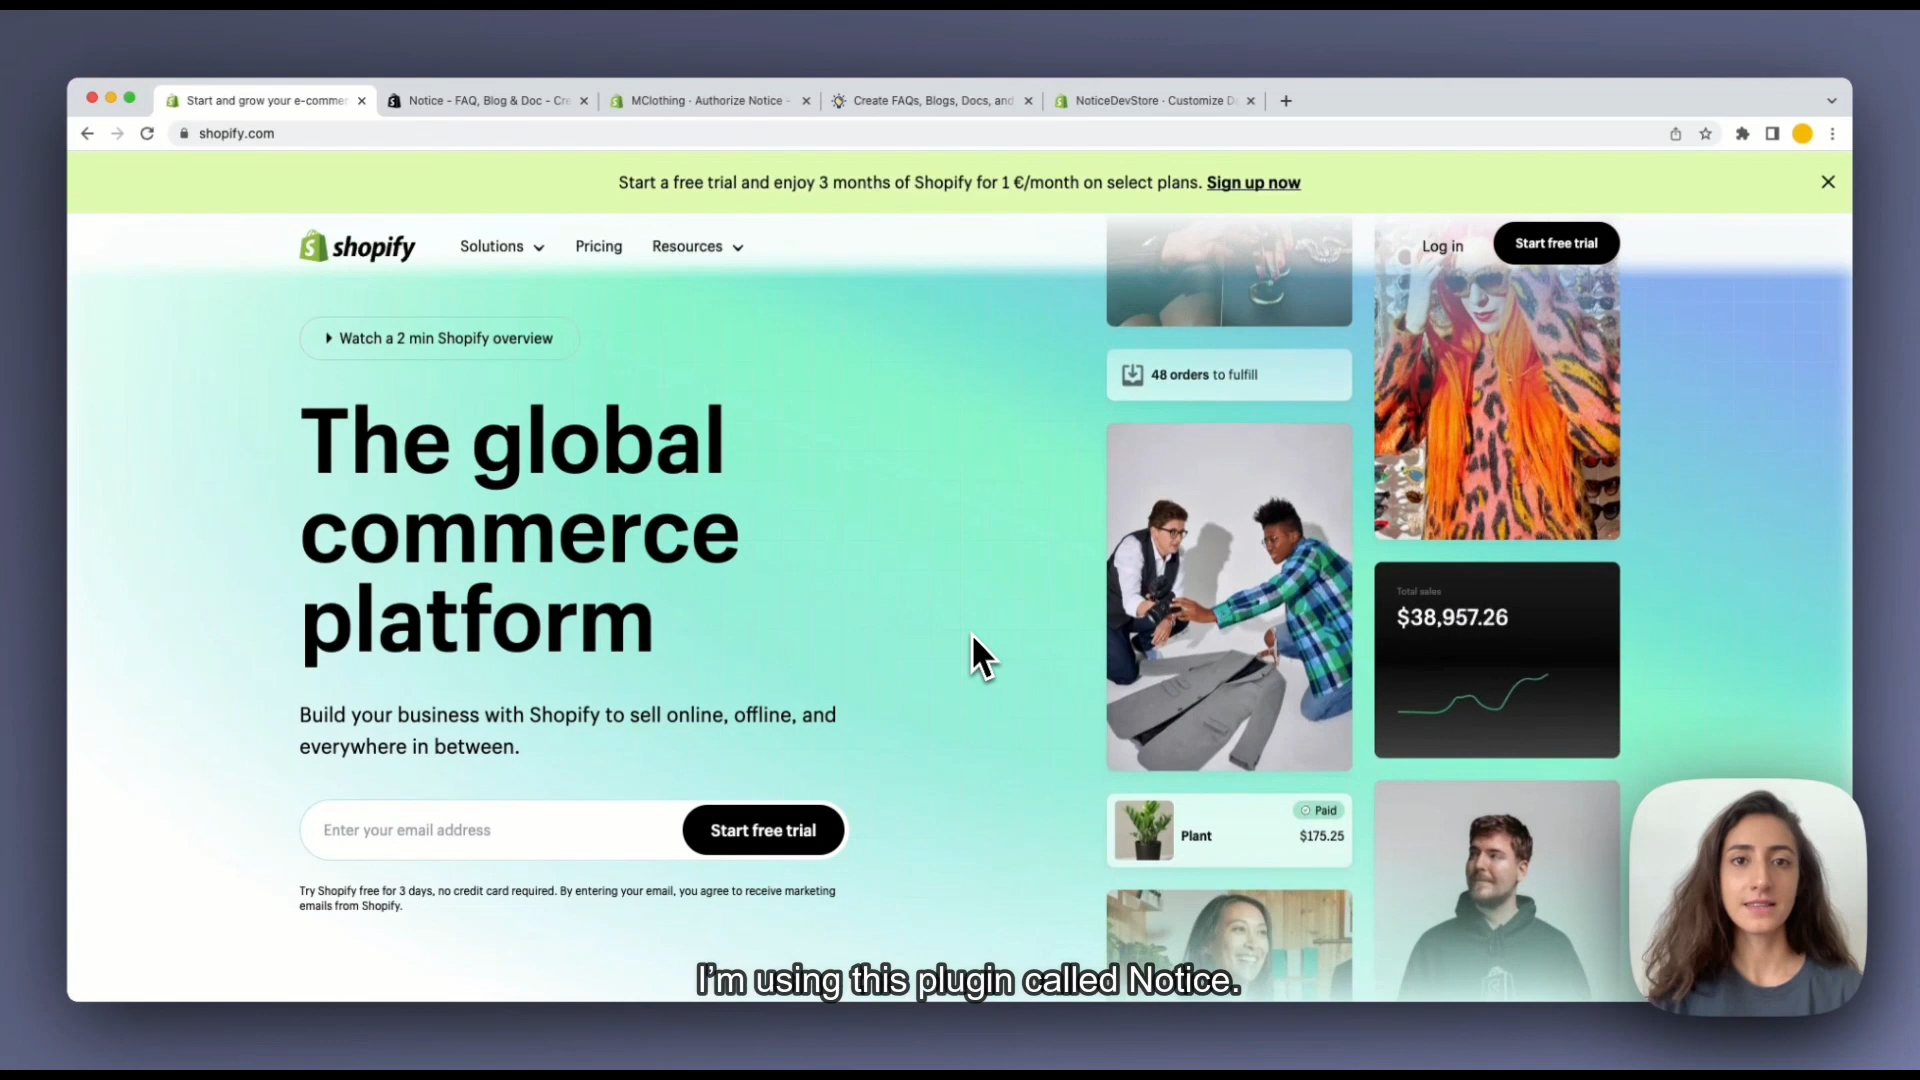 Start and grow your e-commer
Notice - FAQ, Blog & Doc - Cre
MClothing · Authorize Notice -
Create FAQs, Blogs, Docs, and
NoticeDevStore · Customize D
shopify.com
Start a free trial and enjoy 3 months of Shopify for 1 €/month on select plans. Sign up now
shopify
Solutions
Pricing
Resources
Log in
Start free trial
Watch a 2 min Shopify overview
The global
commerce
platform
Build your business with Shopify to sell online, offline, and
everywhere in between.
Enter your email address
Start free trial
Try Shopify free for 3 days, no credit card required. By entering your email, you agree to receive marketing
emails from Shopify.
48 orders to fulfill
Total sales
$38,957.26
Paid
Plant
$175.25
I'm using this plugin called Notice.